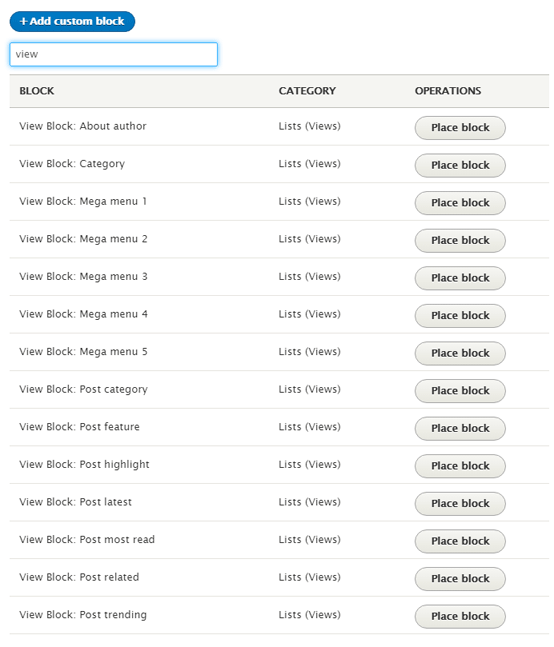 + Add custom block
view
BLOCK CATEGORY OPERATIONS
View Block: About author Lists (Views) Place block
View Block: Category Lists (Views) Place block
View Block: Mega menu 1 Lists (Views) Place block
View Block: Mega menu 2 Lists (Views) Place block
View Block: Mega menu 3 Lists (Views) Place block
View Block: Mega menu 4 Lists (Views) Place block
View Block: Mega menu 5 Lists (Views) Place block
View Block: Post category Lists (Views) Place block
View Block: Post feature Lists (Views) Place block
View Block: Post highlight Lists (Views) Place block
View Block: Post latest Lists (Views) Place block
View Block: Post most read Lists (Views) Place block
View Block: Post related Lists (Views) Place block
View Block: Post trending Lists (Views) Place block